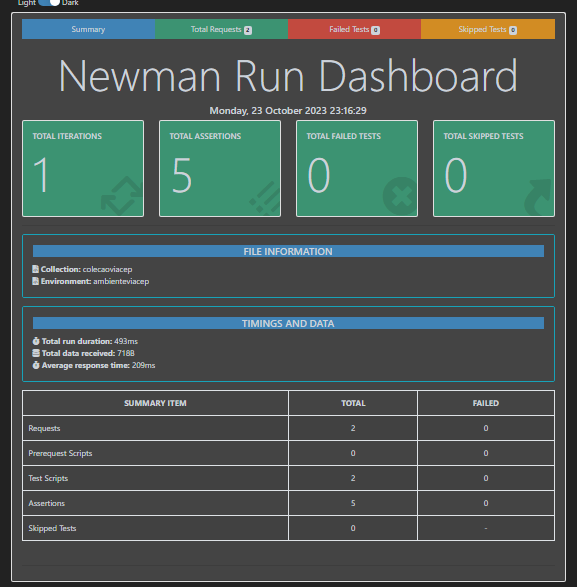 Light Dark
Summary Total Requests 2 Failed Tests 0 Skipped Tests 0
Newman Run Dashboard
Monday, 23 October 2023 23:16:29
TOTAL ITERATIONS TOTAL ASSERTIONS TOTAL FAILED TESTS TOTAL SKIPPED TESTS
1 5 0 0
FILE INFORMATION
Collection: colecaoviacep
Environment: ambienteviacep
TIMINGS AND DATA
Total run duration: 493ms
Total data received: 718B
Average response time: 209ms
SUMMARY ITEM TOTAL FAILED
Requests 2 0
Prerequest Scripts 0 0
Test Scripts 2 0
Assertions 5 0
Skipped Tests 0 -